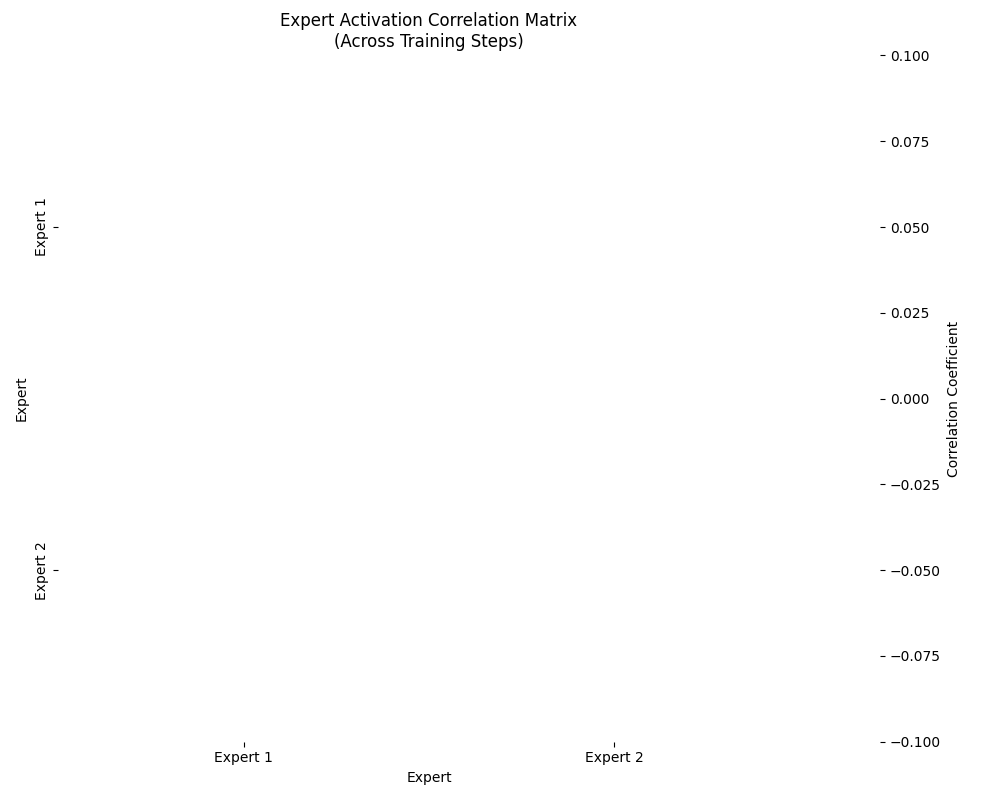 Expert Activation Correlation Matrix
(Across Training Steps)
Expert
Expert 1
Expert 2
Expert 1
Expert 2
Expert
0.100
0.075
0.050
0.025
0.000
−0.025
−0.050
−0.075
−0.100
Correlation Coefficient